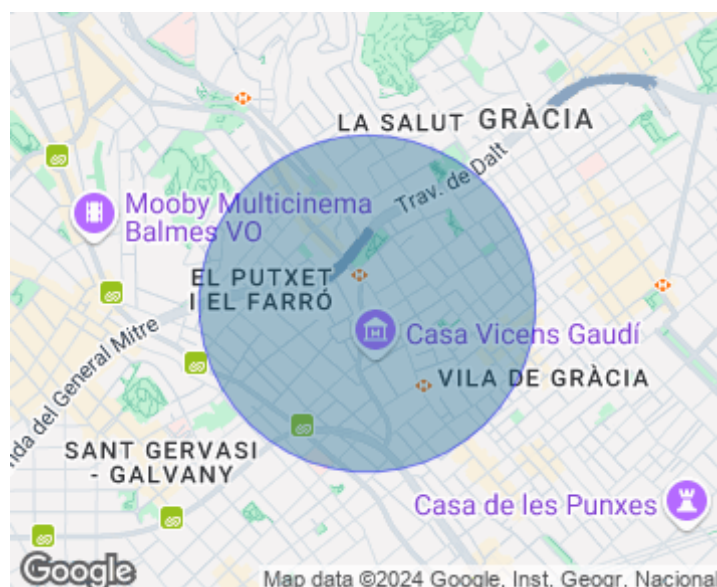 LA SALUT
GRÀCIA
Trav. de Dalt
Mooby Multicinema
Balmes VO
EL PUTXET
I EL FARRÓ
Casa Vicens Gaudí
nda del General Mitre
VILA DE GRÀCIA
SANT GERVASI
- GALVANY
Casa de les Punxes
Google
Map data ©2024 Google, Inst. Geogr. Nacional